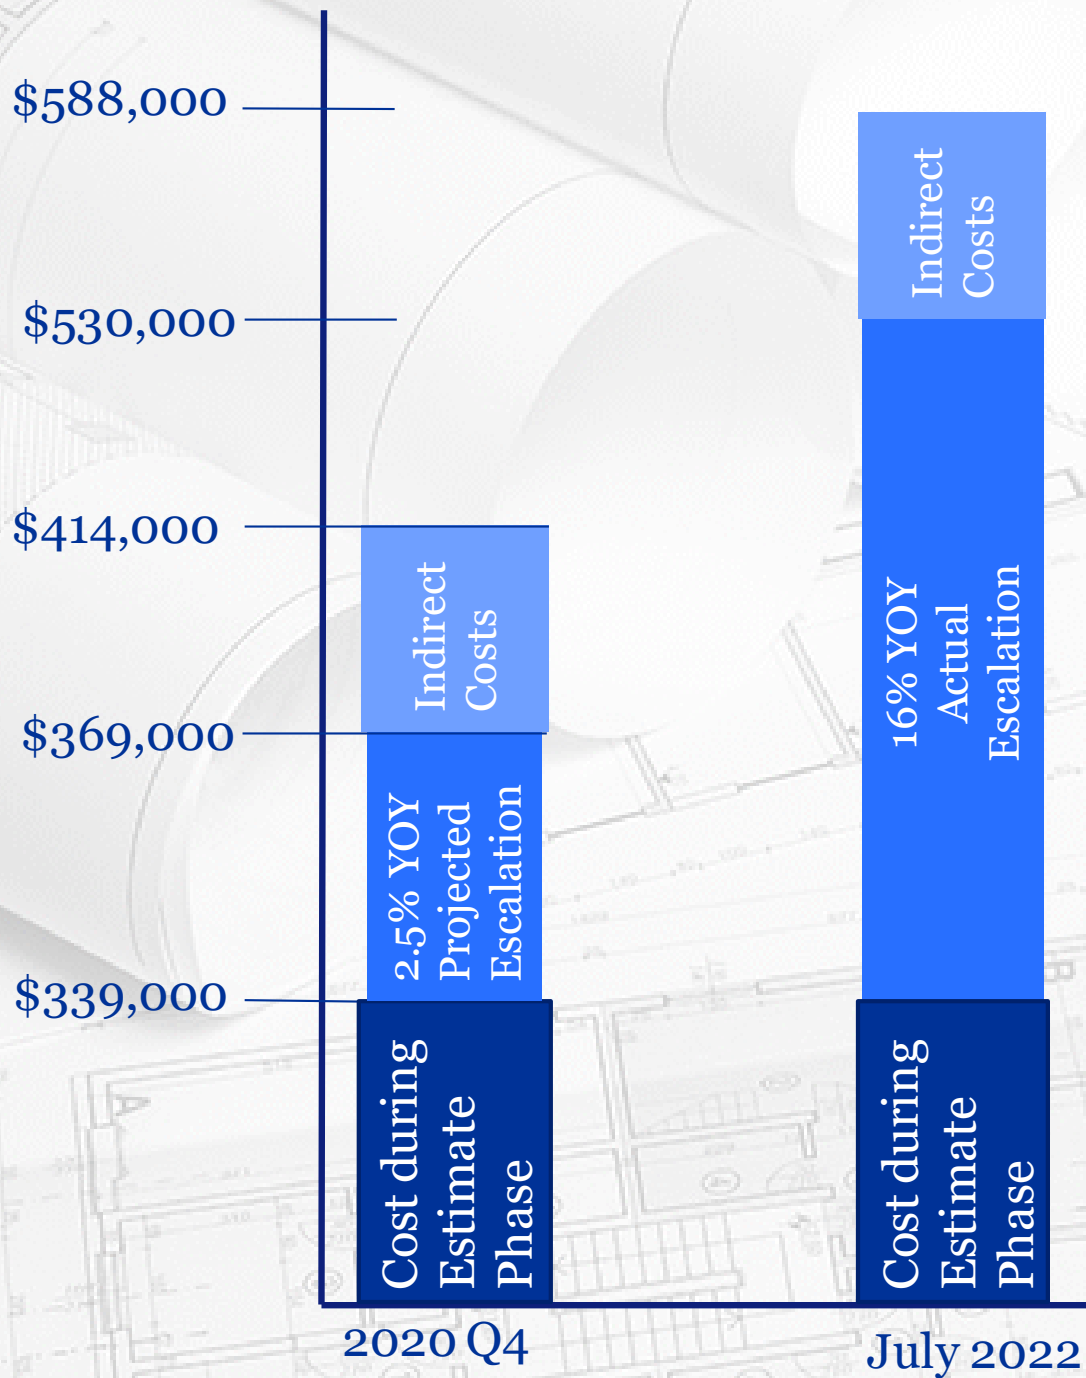 $588,000
$530,000
$414,000
$369,000
$339,000
Indirect
Costs
2.5% YOY
Projected
Escalation
Cost during
Estimate
Phase
2020 Q4
Indirect
Costs
16% YOY
Actual
Escalation
Cost during
Estimate
Phase
July 2022